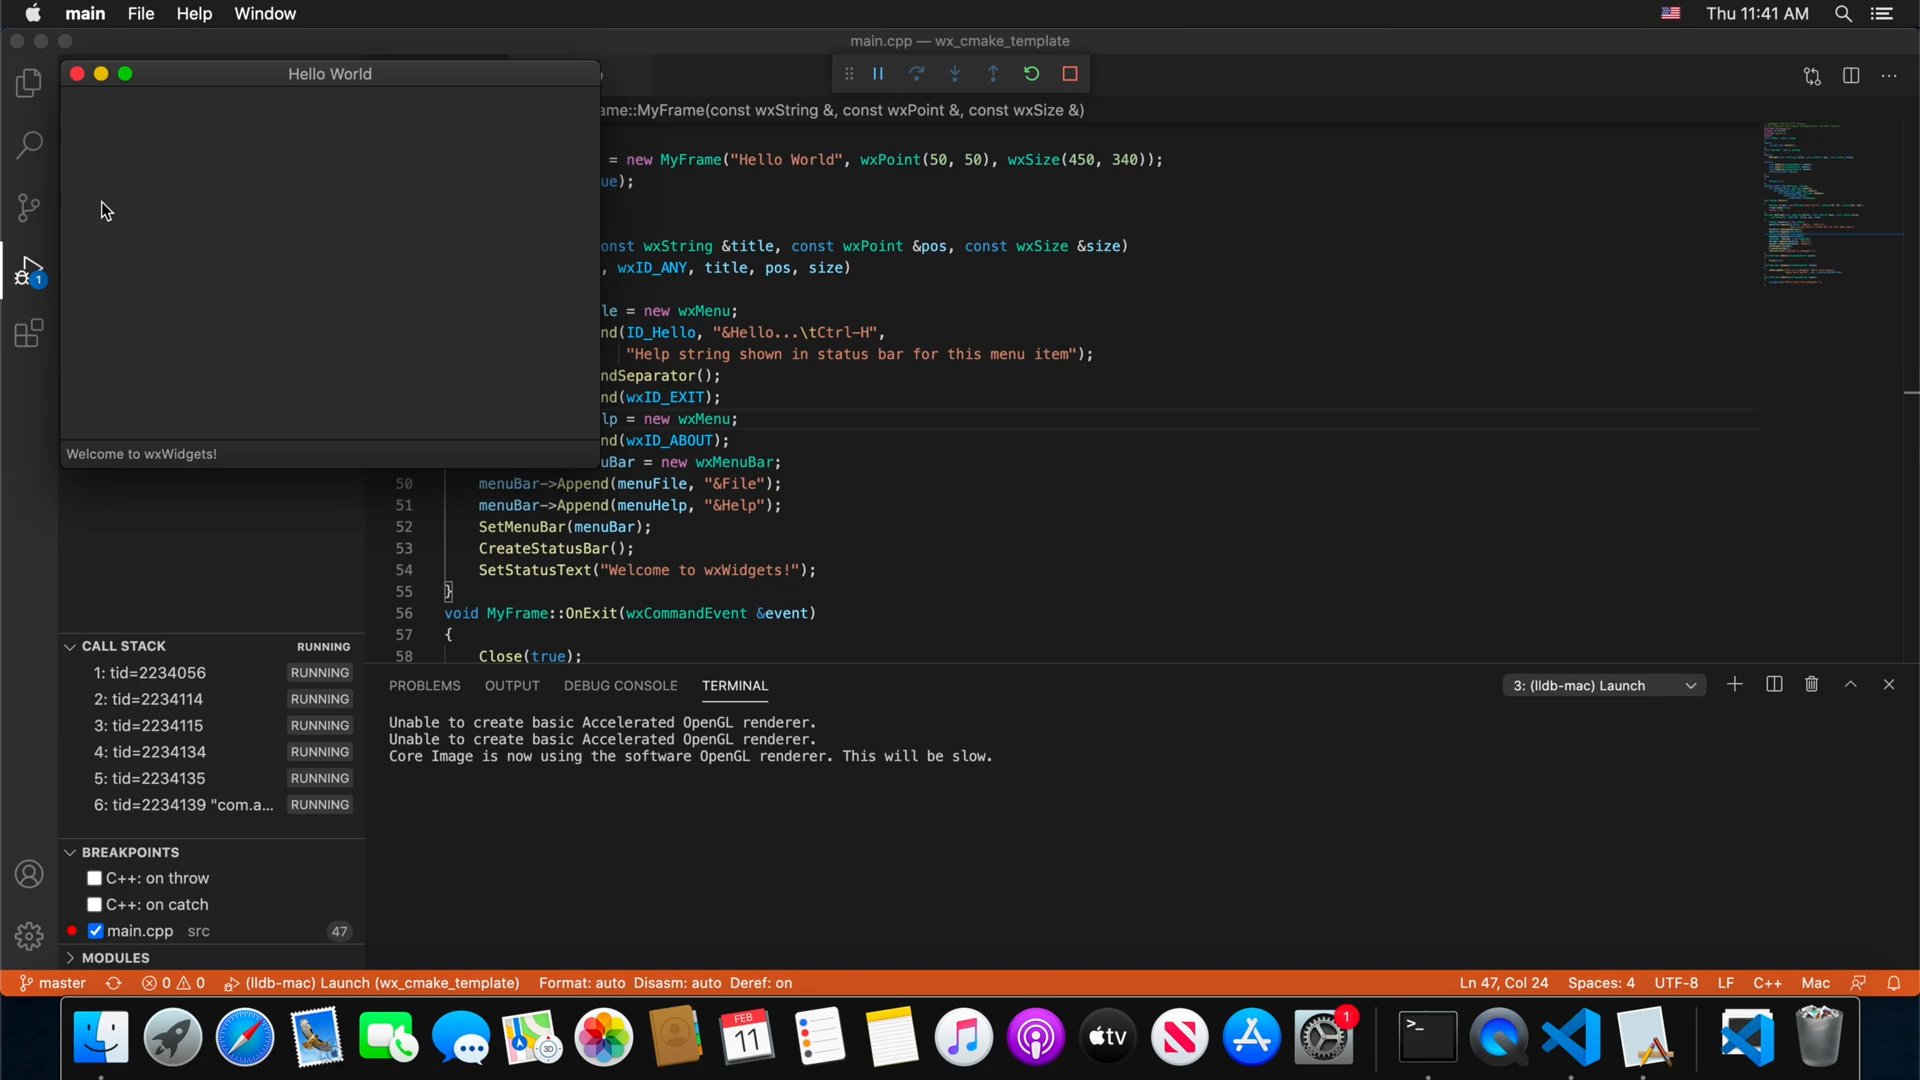 main File Help Window
Thu 11:41 AM
main.cpp — wx_cmake_template
Hello World
ame::MyFrame(const wxString &, const wxPoint &, const wxSize &)
= new MyFrame("Hello World", wxPoint(50, 50), wxSize(450, 340));
ue);
onst wxString &title, const wxPoint &pos, const wxSize &size)
, wxID_ANY, title, pos, size)
le = new wxMenu;
nd(ID_Hello, "&Hello...\tCtrl-H",
"Help string shown in status bar for this menu item");
ndSeparator();
nd(wxID_EXIT);
lp = new wxMenu;
nd(wxID_ABOUT);
Welcome to wxWidgets!
uBar = new wxMenuBar;
50 menuBar->Append(menuFile, "&File");
51 menuBar->Append(menuHelp, "&Help");
52 SetMenuBar(menuBar);
53 CreateStatusBar();
54 SetStatusText("Welcome to wxWidgets!");
55 }
56 void MyFrame::OnExit(wxCommandEvent &event)
57 {
58 Close(true);
1
CALL STACK RUNNING
1: tid=2234056 RUNNING
2: tid=2234114 RUNNING
3: tid=2234115 RUNNING
4: tid=2234134 RUNNING
5: tid=2234135 RUNNING
6: tid=2234139 "com.a... RUNNING
BREAKPOINTS
C++: on throw
C++: on catch
main.cpp src 47
MODULES
PROBLEMS OUTPUT DEBUG CONSOLE TERMINAL
3: (lldb-mac) Launch
Unable to create basic Accelerated OpenGL renderer.
Unable to create basic Accelerated OpenGL renderer.
Core Image is now using the software OpenGL renderer. This will be slow.
master 0 0 (lldb-mac) Launch (wx_cmake_template) Format: auto Disasm: auto Deref: on
Ln 47, Col 24 Spaces: 4 UTF-8 LF C++ Mac
3D
FEB
11
tv
1
>_